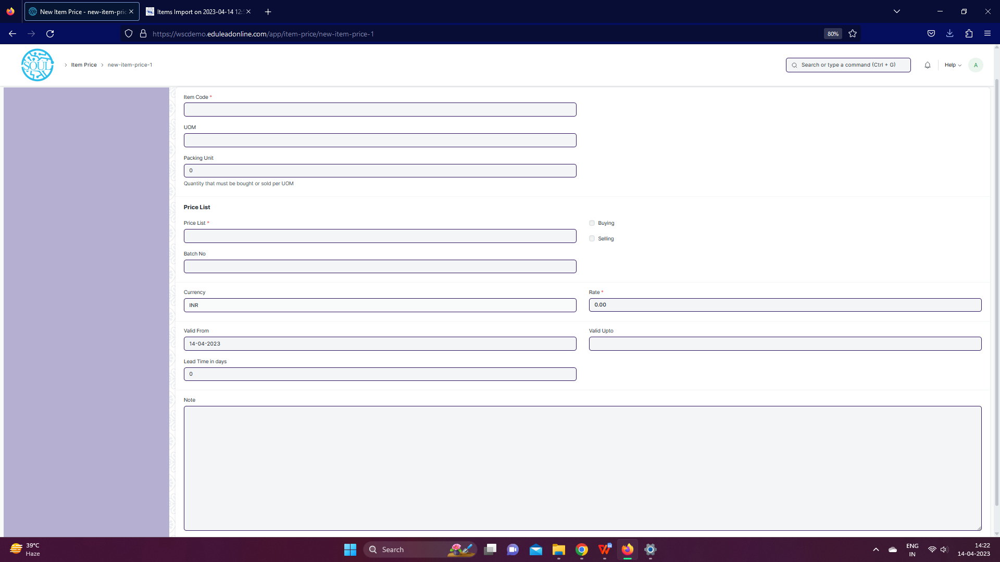 New Item Price - new-item-pric
Items Import on 2023-04-14 12:
https://wscdemo.eduleadonline.com/app/item-price/new-item-price-1
80%
SOUL
Item Price
new-item-price-1
Search or type a command (Ctrl + G)
Help
A
Item Code *
UOM
Packing Unit
0
Quantity that must be bought or sold per UOM
Price List
Price List *
Buying
Selling
Batch No
Currency
INR
Rate *
0.00
Valid From
14-04-2023
Valid Upto
Lead Time in days
0
Note
39°C
Haze
Search
ENG
IN
14:22
14-04-2023